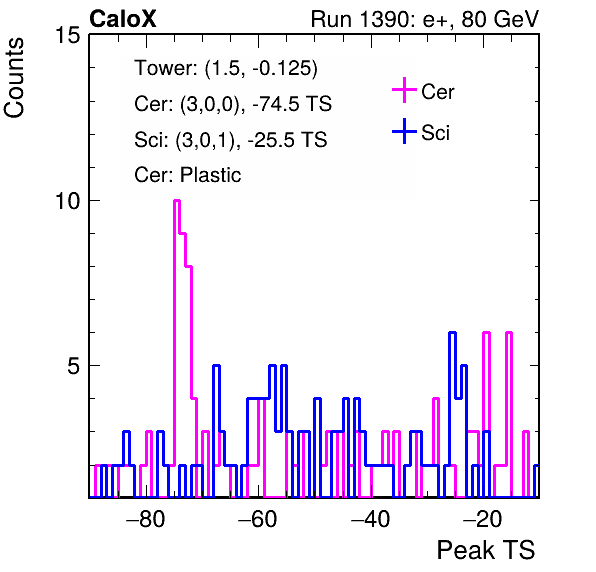 CaloX Run 1390: e+, 80 GeV
Counts
15
10
5
Tower: (1.5, -0.125)
Cer: (3,0,0), -74.5 TS
Sci: (3,0,1), -25.5 TS
Cer: Plastic
Cer
Sci
−80 −60 −40 −20
Peak TS